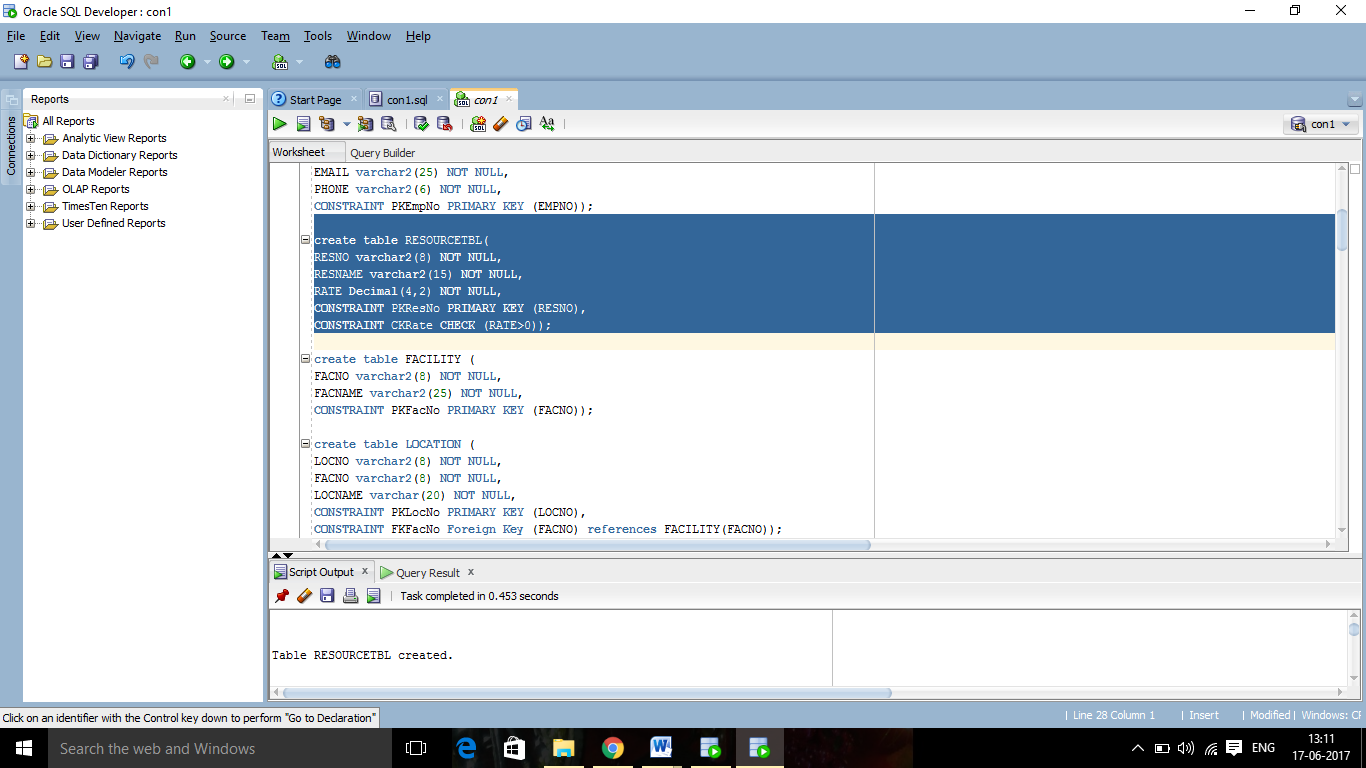 Oracle SQL Developer : con1
File Edit View Navigate Run Source Team Tools Window Help
Connections
Reports
All Reports
Analytic View Reports
Data Dictionary Reports
Data Modeler Reports
OLAP Reports
TimesTen Reports
User Defined Reports
Start Page con1.sql con1
con1
Worksheet Query Builder
EMAIL varchar2(25) NOT NULL,
PHONE varchar2(6) NOT NULL,
CONSTRAINT PKEmpNo PRIMARY KEY (EMPNO));
create table RESOURCETBL(
RESNO varchar2(8) NOT NULL,
RESNAME varchar2(15) NOT NULL,
RATE Decimal(4,2) NOT NULL,
CONSTRAINT PKResNo PRIMARY KEY (RESNO),
CONSTRAINT CKRate CHECK (RATE>0));
create table FACILITY (
FACNO varchar2(8) NOT NULL,
FACNAME varchar2(25) NOT NULL,
CONSTRAINT PKFacNo PRIMARY KEY (FACNO));
create table LOCATION (
LOCNO varchar2(8) NOT NULL,
FACNO varchar2(8) NOT NULL,
LOCNAME varchar(20) NOT NULL,
CONSTRAINT PKLocNo PRIMARY KEY (LOCNO),
CONSTRAINT FKFacNo Foreign Key (FACNO) references FACILITY(FACNO));
Script Output Query Result
Task completed in 0.453 seconds
Table RESOURCETBL created.
Click on an identifier with the Control key down to perform "Go to Declaration"
Line 28 Column 1 Insert Modified Windows: CF
Search the web and Windows
ENG
13:11
17-06-2017